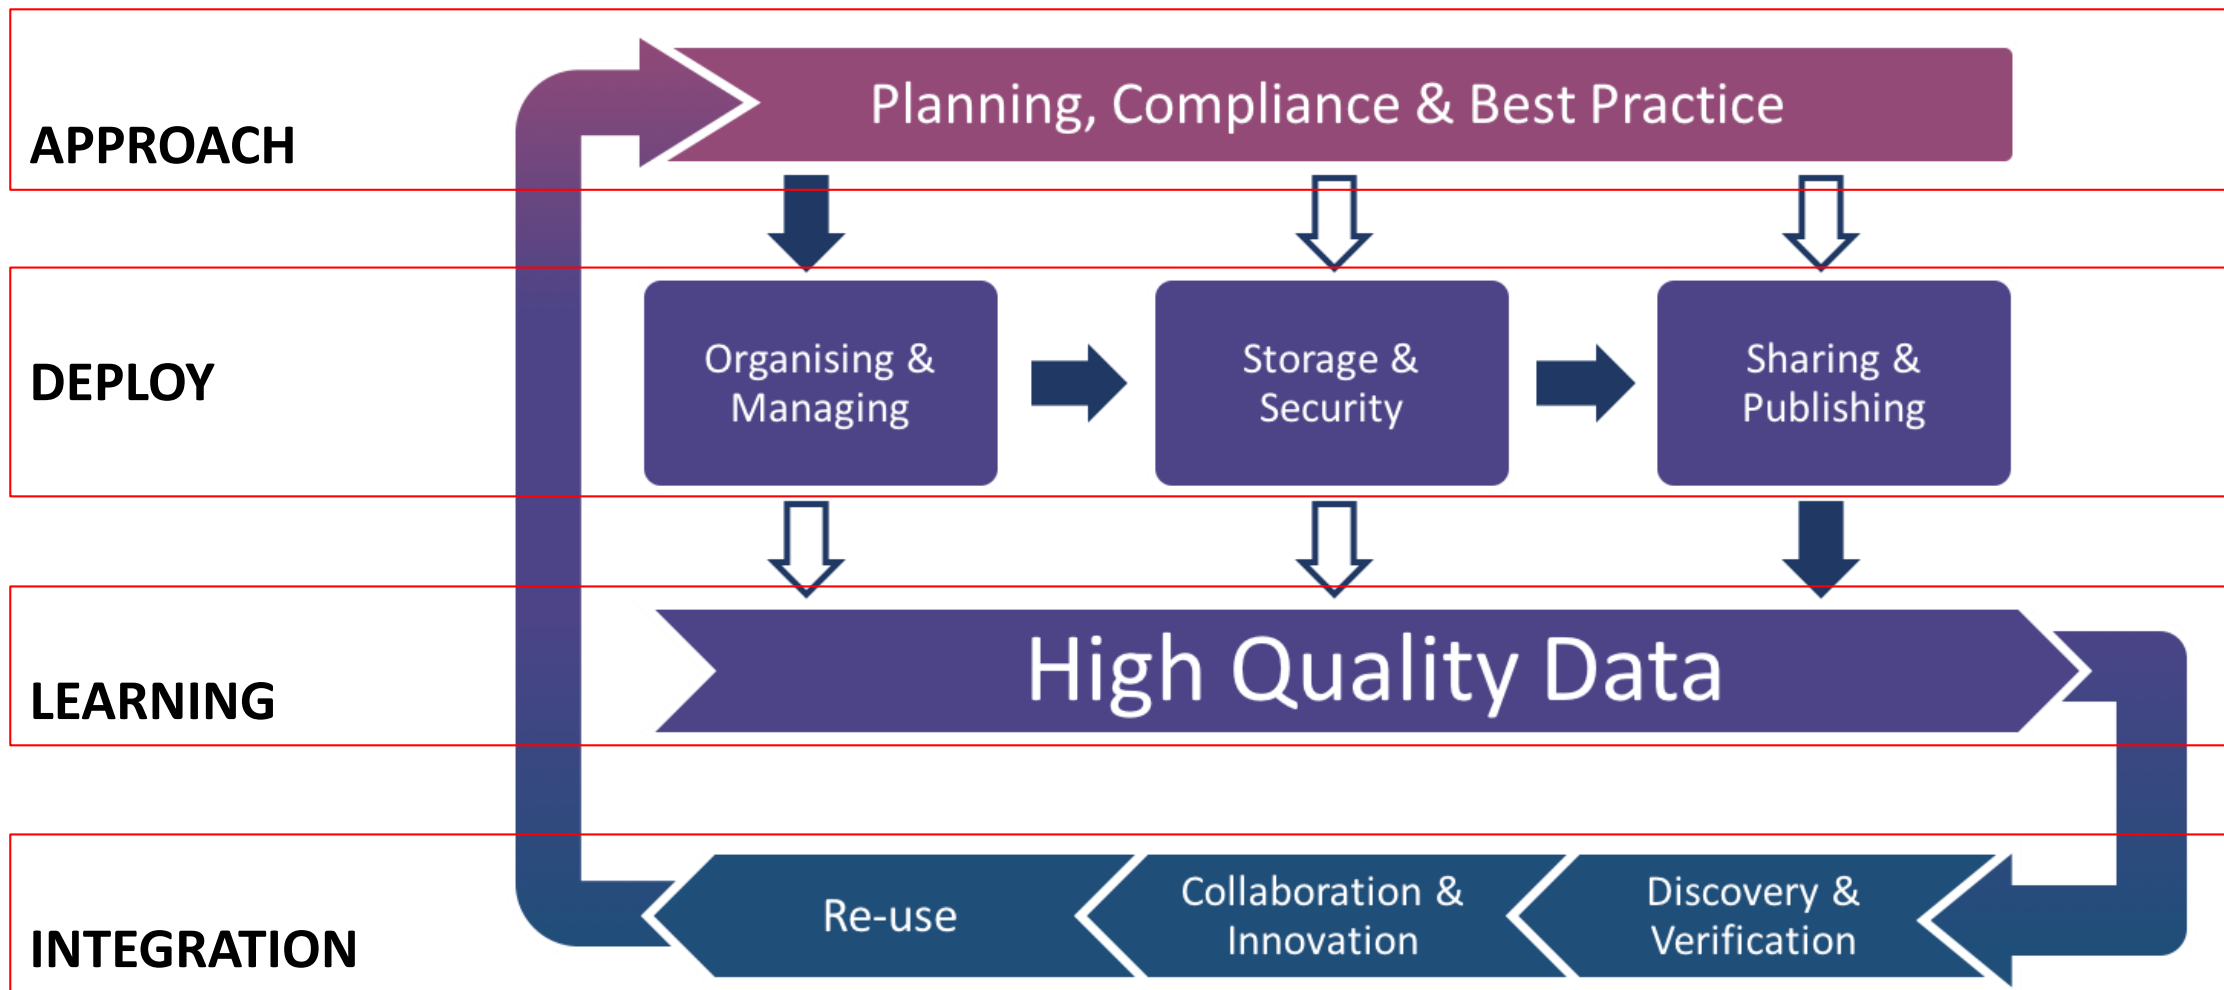 APPROACH
Planning, Compliance & Best Practice
DEPLOY
Organising &
Managing
Storage &
Security
Sharing &
Publishing
LEARNING
High Quality Data
INTEGRATION
Re-use
Collaboration &
Innovation
Discovery &
Verification